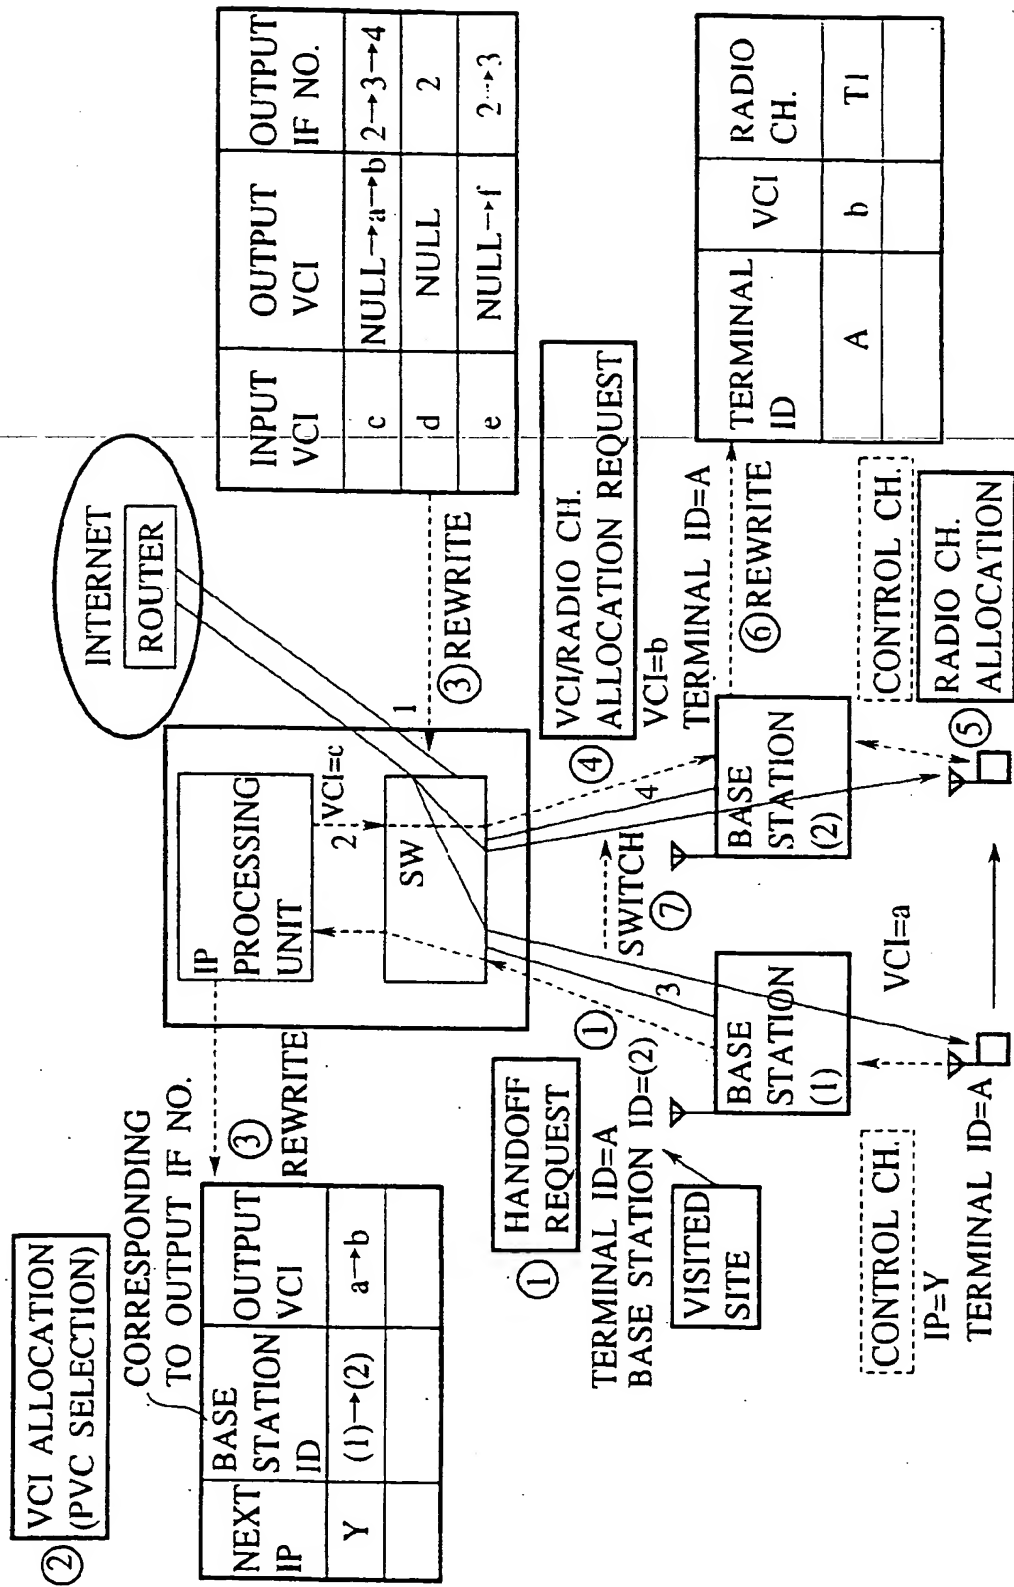 ② VCI ALLOCATION
(PVC SELECTION)
CORRESPONDING
TO OUTPUT IF NO.
NEXT
IP
BASE
STATION
ID
OUTPUT
VCI
Y
(1)→(2)
a→b
③
REWRITE
IP
PROCESSING
UNIT
2
VCI=c
SW
1
INTERNET
ROUTER
③ REWRITE
INPUT
VCI
OUTPUT
VCI
OUTPUT
IF NO.
c
NULL→a→b
2→3→4
d
NULL
2
e
NULL→f
2→3
① HANDOFF
REQUEST
TERMINAL ID=A
BASE STATION ID=(2)
VISITED
SITE
①
3
SWITCH
⑦
4
④ VCI/RADIO CH.
ALLOCATION REQUEST
VCI=b
TERMINAL ID=A
⑥ REWRITE
TERMINAL
ID
VCI
RADIO
CH.
A
b
T1
BASE
STATION
(1)
BASE
STATION
(2)
CONTROL CH.
IP=Y
TERMINAL ID=A
VCI=a
CONTROL CH.
⑤ RADIO CH.
ALLOCATION